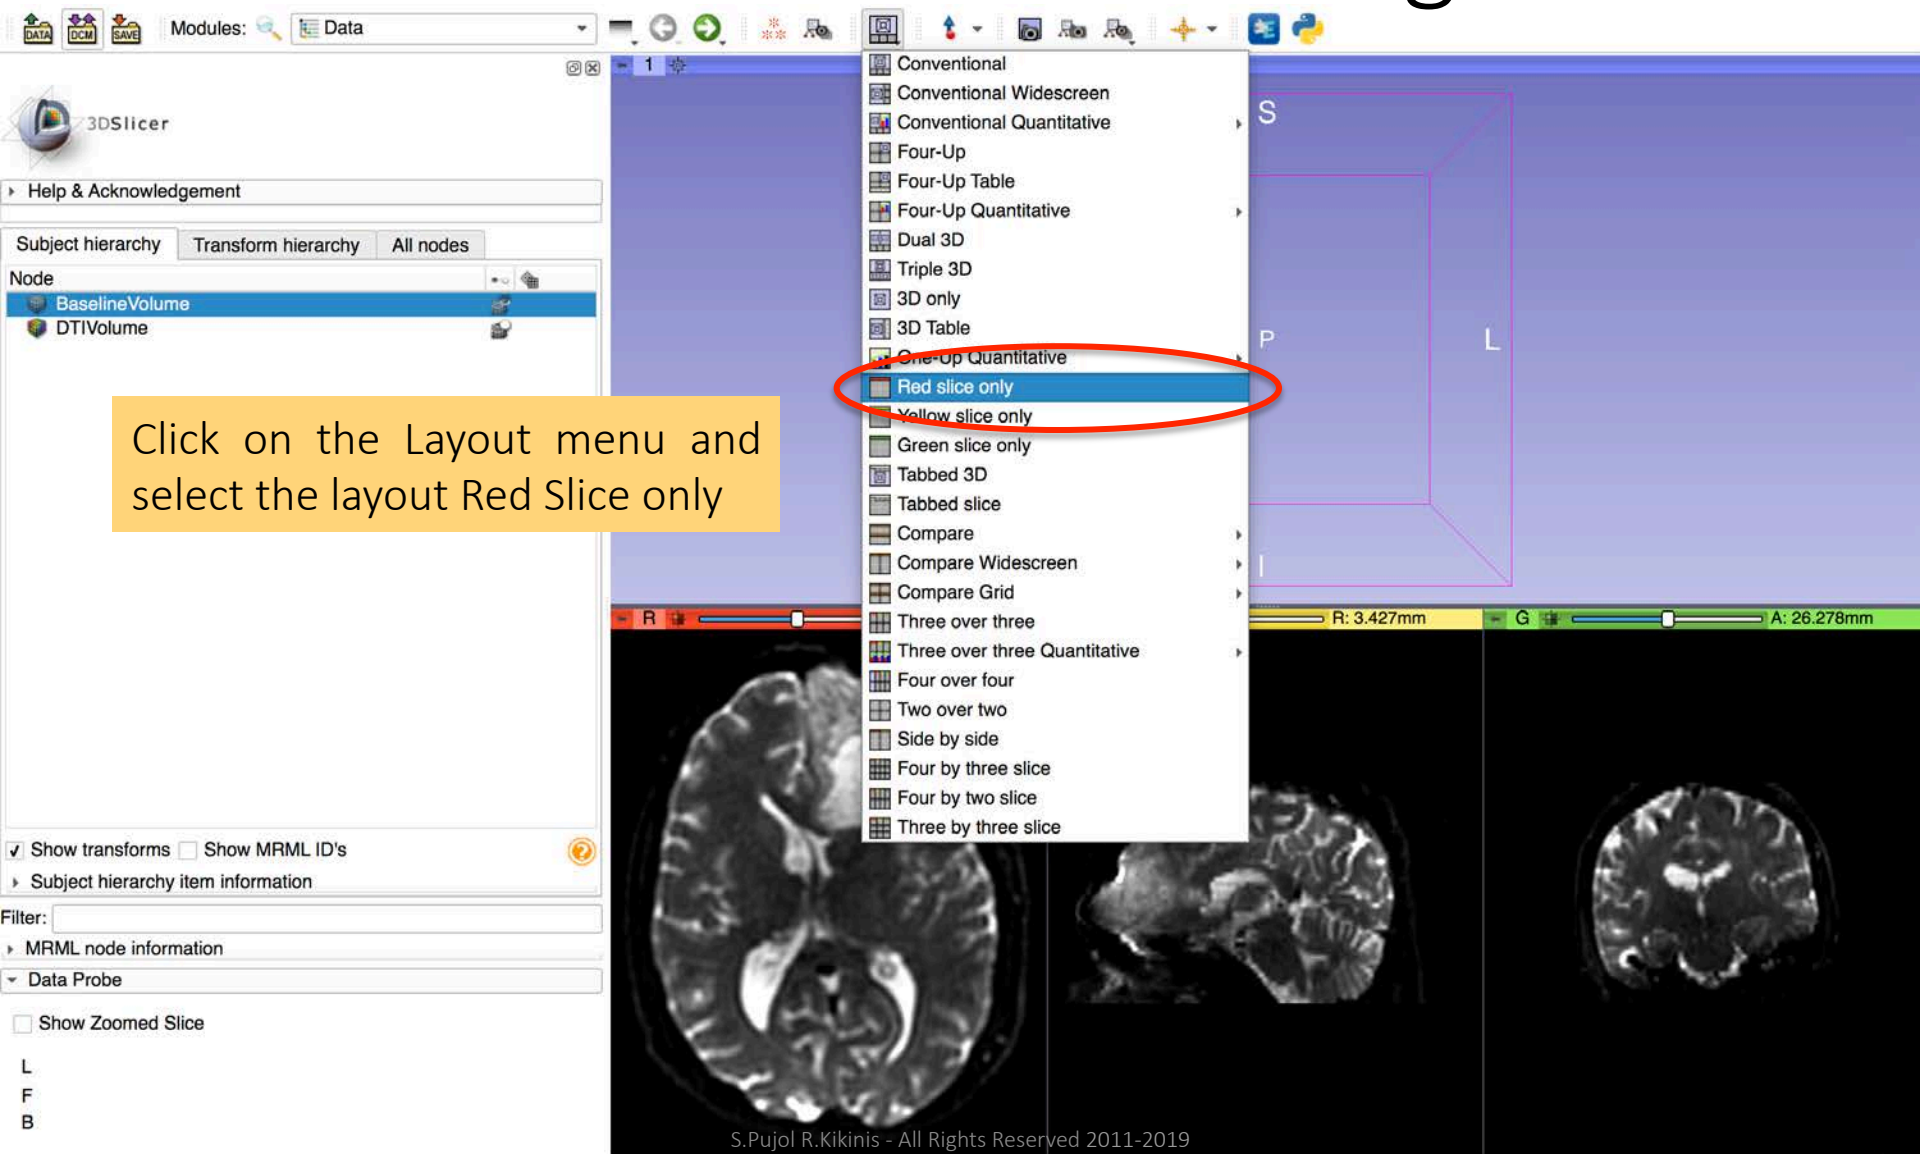 DATA DCM SAVE Modules: Data
3DSlicer
Help & Acknowledgement
Subject hierarchy Transform hierarchy All nodes
Node
BaselineVolume
DTIVolume
Click on the Layout menu and
select the layout Red Slice only
Show transforms Show MRML ID's
Subject hierarchy item information
Filter:
MRML node information
Data Probe
Show Zoomed Slice
L
F
B
1
Conventional
Conventional Widescreen
Conventional Quantitative
Four-Up
Four-Up Table
Four-Up Quantitative
Dual 3D
Triple 3D
3D only
3D Table
One-Up Quantitative
Red slice only
Yellow slice only
Green slice only
Tabbed 3D
Tabbed slice
Compare
Compare Widescreen
Compare Grid
Three over three
Three over three Quantitative
Four over four
Two over two
Side by side
Four by three slice
Four by two slice
Three by three slice
S
P
L
I
R
R: 3.427mm
G A: 26.278mm
S.Pujol R.Kikinis - All Rights Reserved 2011-2019